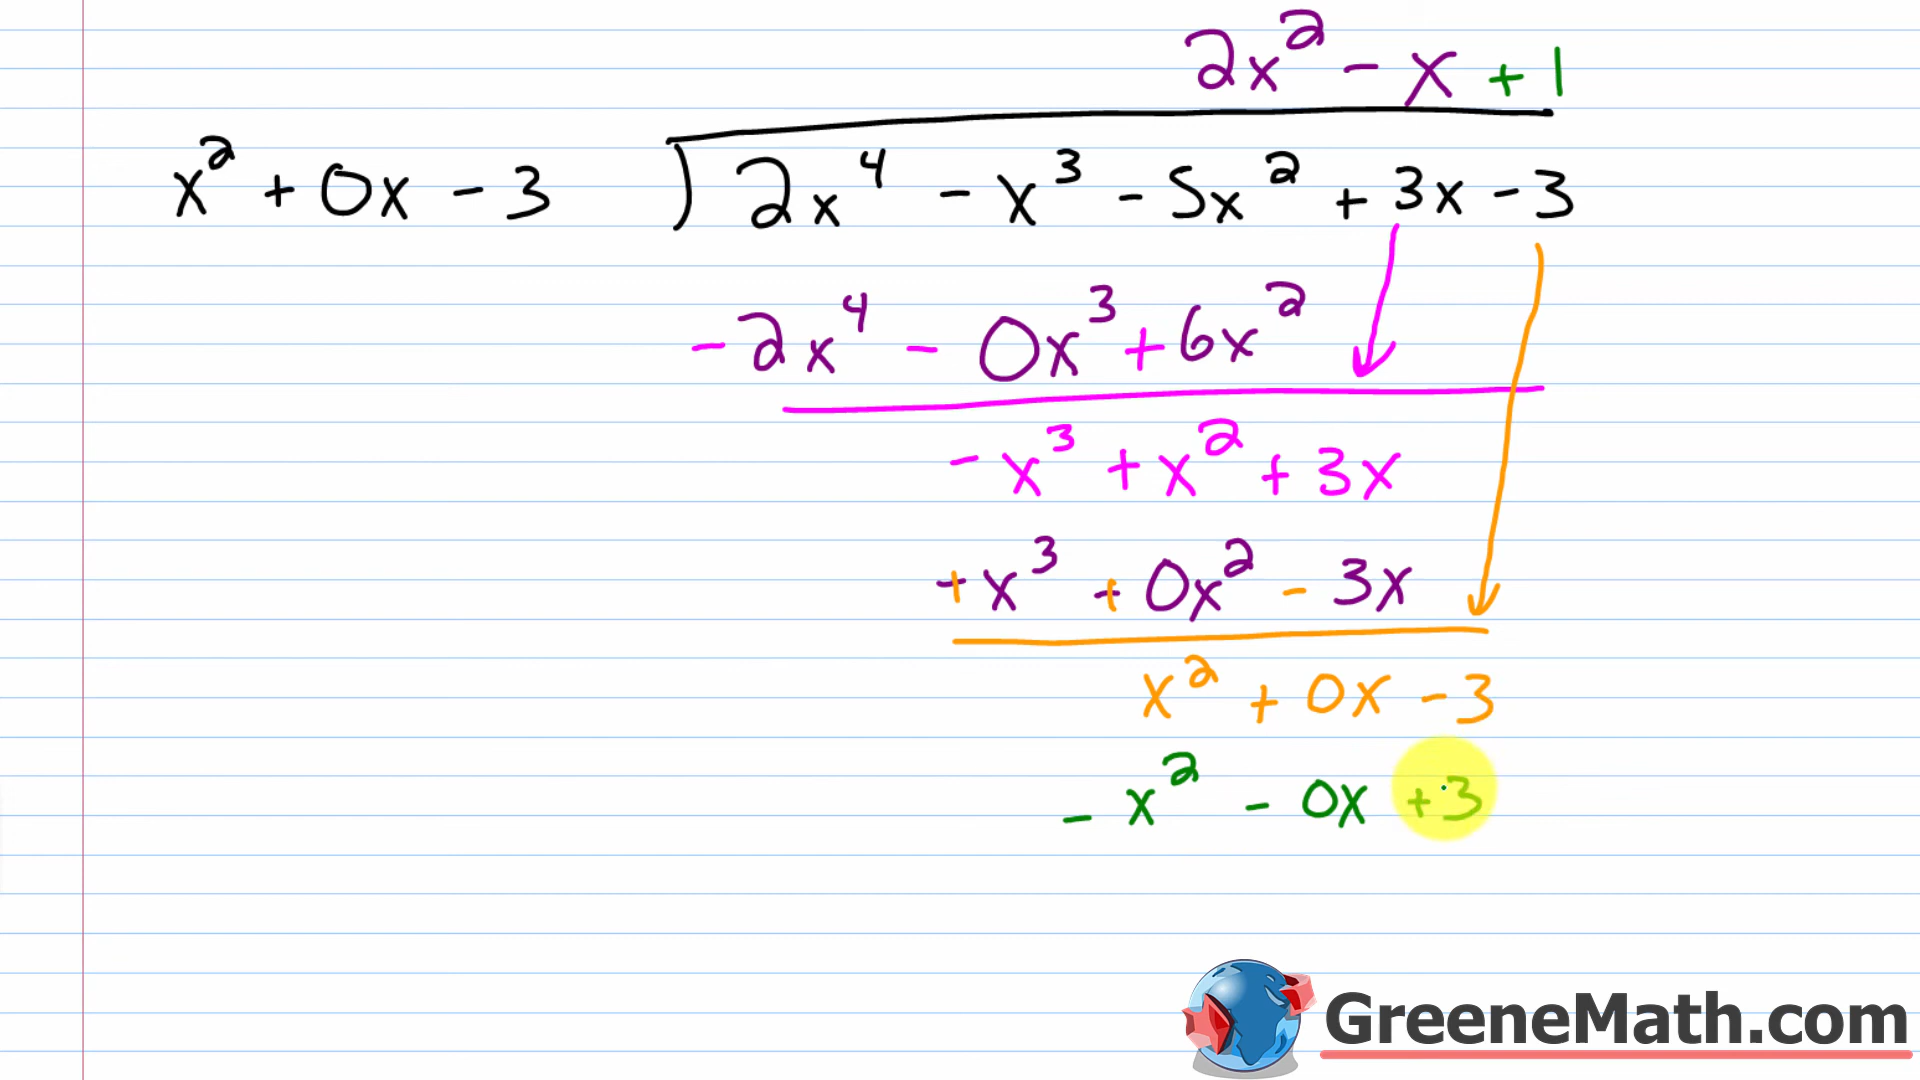 2x² - x + 1
x² + 0x - 3 ) 2x⁴ - x³ - 5x² + 3x - 3
- 2x⁴ - 0x³ + 6x²
- x³ + x² + 3x
+ x³ + 0x² - 3x
x² + 0x - 3
- x² - 0x + 3
GreeneMath.com